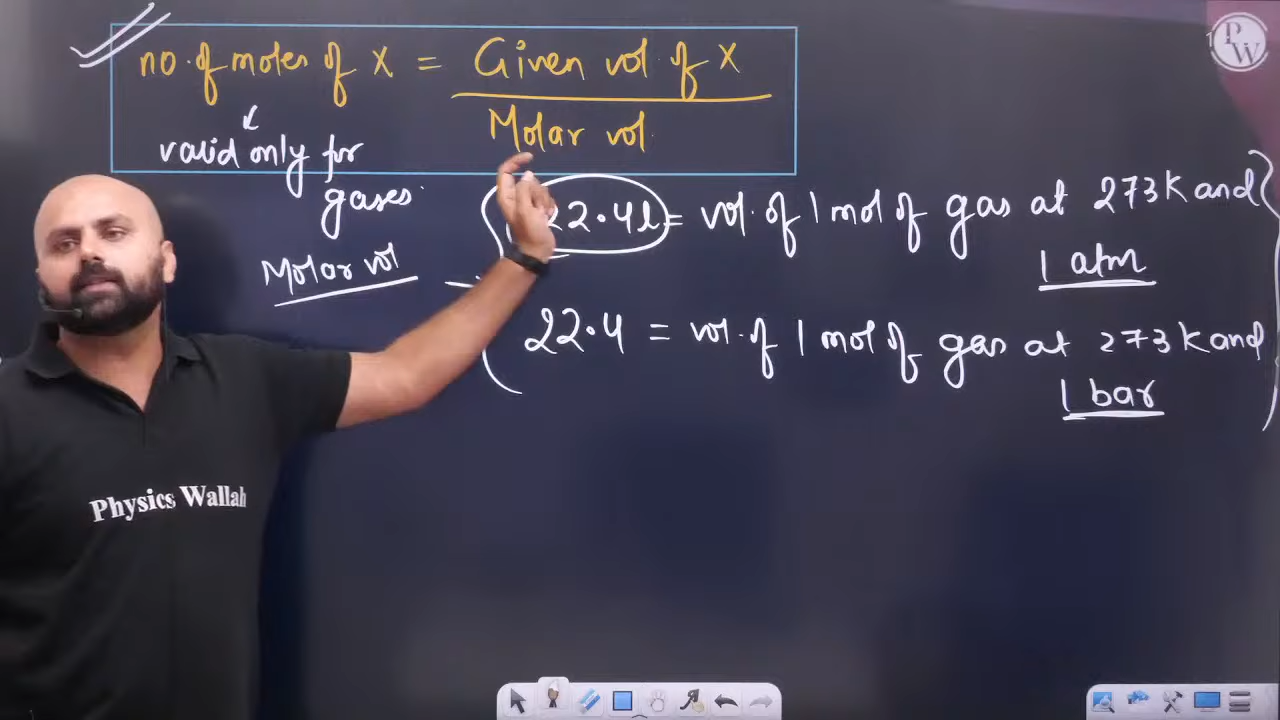 no. of moles of X = Given vol. of X
Molar vol.
valid only for
gases.
Molar vol
22.4l = vol. of 1 mol of gas at 273K and
1 atm
22.4 = vol. of 1 mol of gas at 273K and
1 bar
Physics Wallah
PW